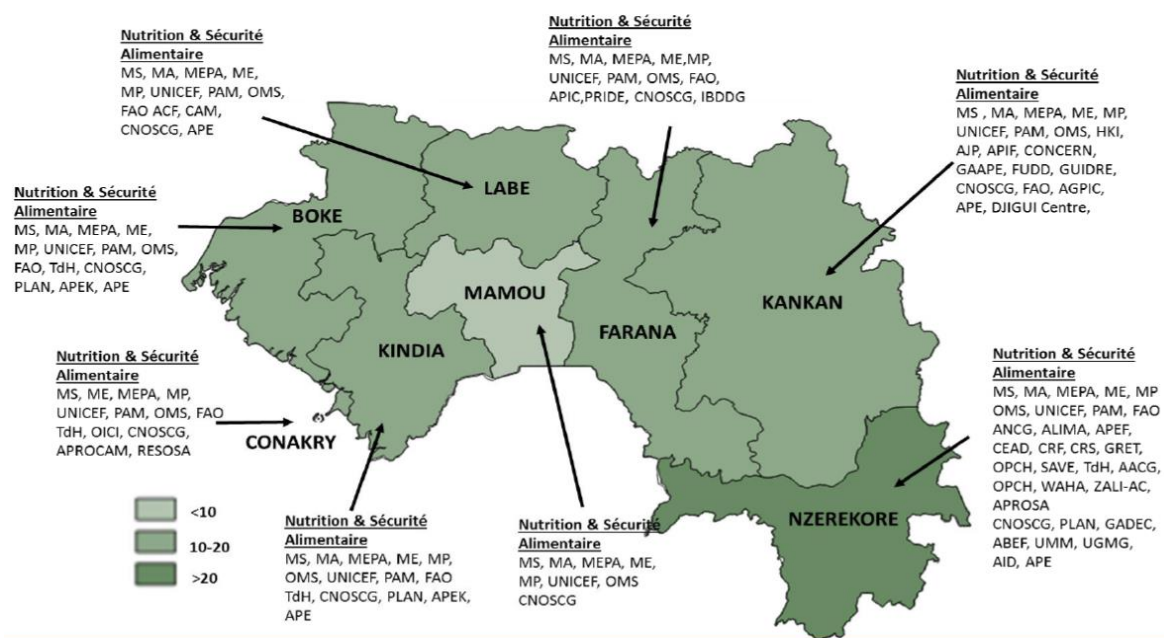 Nutrition & Sécurité
Alimentaire
MS, MA, MEPA, ME,
MP, UNICEF, PAM, OMS,
FAO ACF, CAM,
CNOSCG, APE
Nutrition & Sécurité
Alimentaire
MS, MA, MEPA, ME,MP,
UNICEF, PAM, OMS, FAO,
APIC,PRIDE, CNOSCG, IBDDG
Nutrition & Sécurité
Alimentaire
MS , MA, MEPA, ME, MP,
UNICEF, PAM, OMS, HKI,
AJP, APIF, CONCERN,
GAAPE, FUDD, GUIDRE,
CNOSCG, FAO, AGPIC,
APE, DJIGUI Centre,
Nutrition & Sécurité
Alimentaire
MS, MA, MEPA, ME,
MP, UNICEF, PAM, OMS,
FAO, TdH, CNOSCG,
PLAN, APEK, APE
LABE
BOKE
MAMOU
KANKAN
FARANA
KINDIA
Nutrition & Sécurité
Alimentaire
MS, ME, MEPA, MP,
UNICEF, PAM, OMS, FAO
TdH, OICI, CNOSCG,
APROCAM, RESOSA
CONAKRY
Nutrition & Sécurité
Alimentaire
MS, MA, MEPA, ME, MP
OMS, UNICEF, PAM, FAO
ANCG, ALIMA, APEF,
CEAD, CRF, CRS, GRET,
OPCH, SAVE, TdH, AACG,
OPCH, WAHA, ZALI-AC,
APROSA
CNOSCG, PLAN, GADEC,
ABEF, UMM, UGMG,
AID, APE
NZEREKORE
<10
10-20
>20
Nutrition & Sécurité
Alimentaire
MS, MA, MEPA, ME, MP,
OMS, UNICEF, PAM, FAO
TdH, CNOSCG, PLAN, APEK,
APE
Nutrition & Sécurité
Alimentaire
MS, MA, MEPA, ME,
MP, UNICEF, OMS
CNOSCG